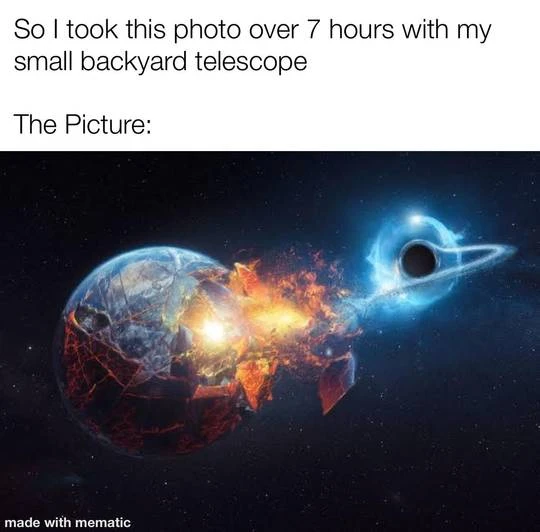 So I took this photo over 7 hours with my
small backyard telescope
The Picture:
made with mematic